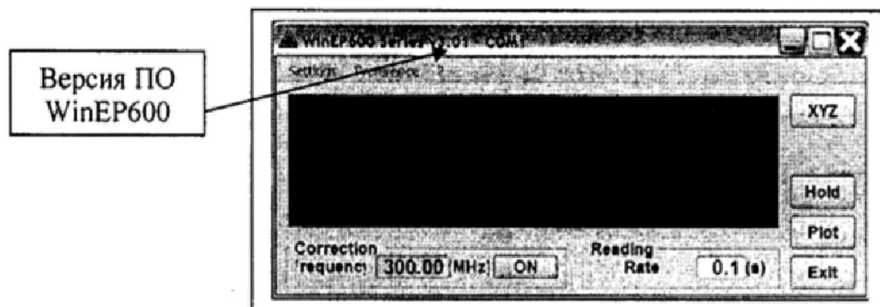 Версия ПО
WinEP600
WinEP600 series COM1
Settings
XYZ
Hold
Plot
Exit
Correction
Frequency 300.00 (MHz) ON
Reading
Rate 0.1 (s)